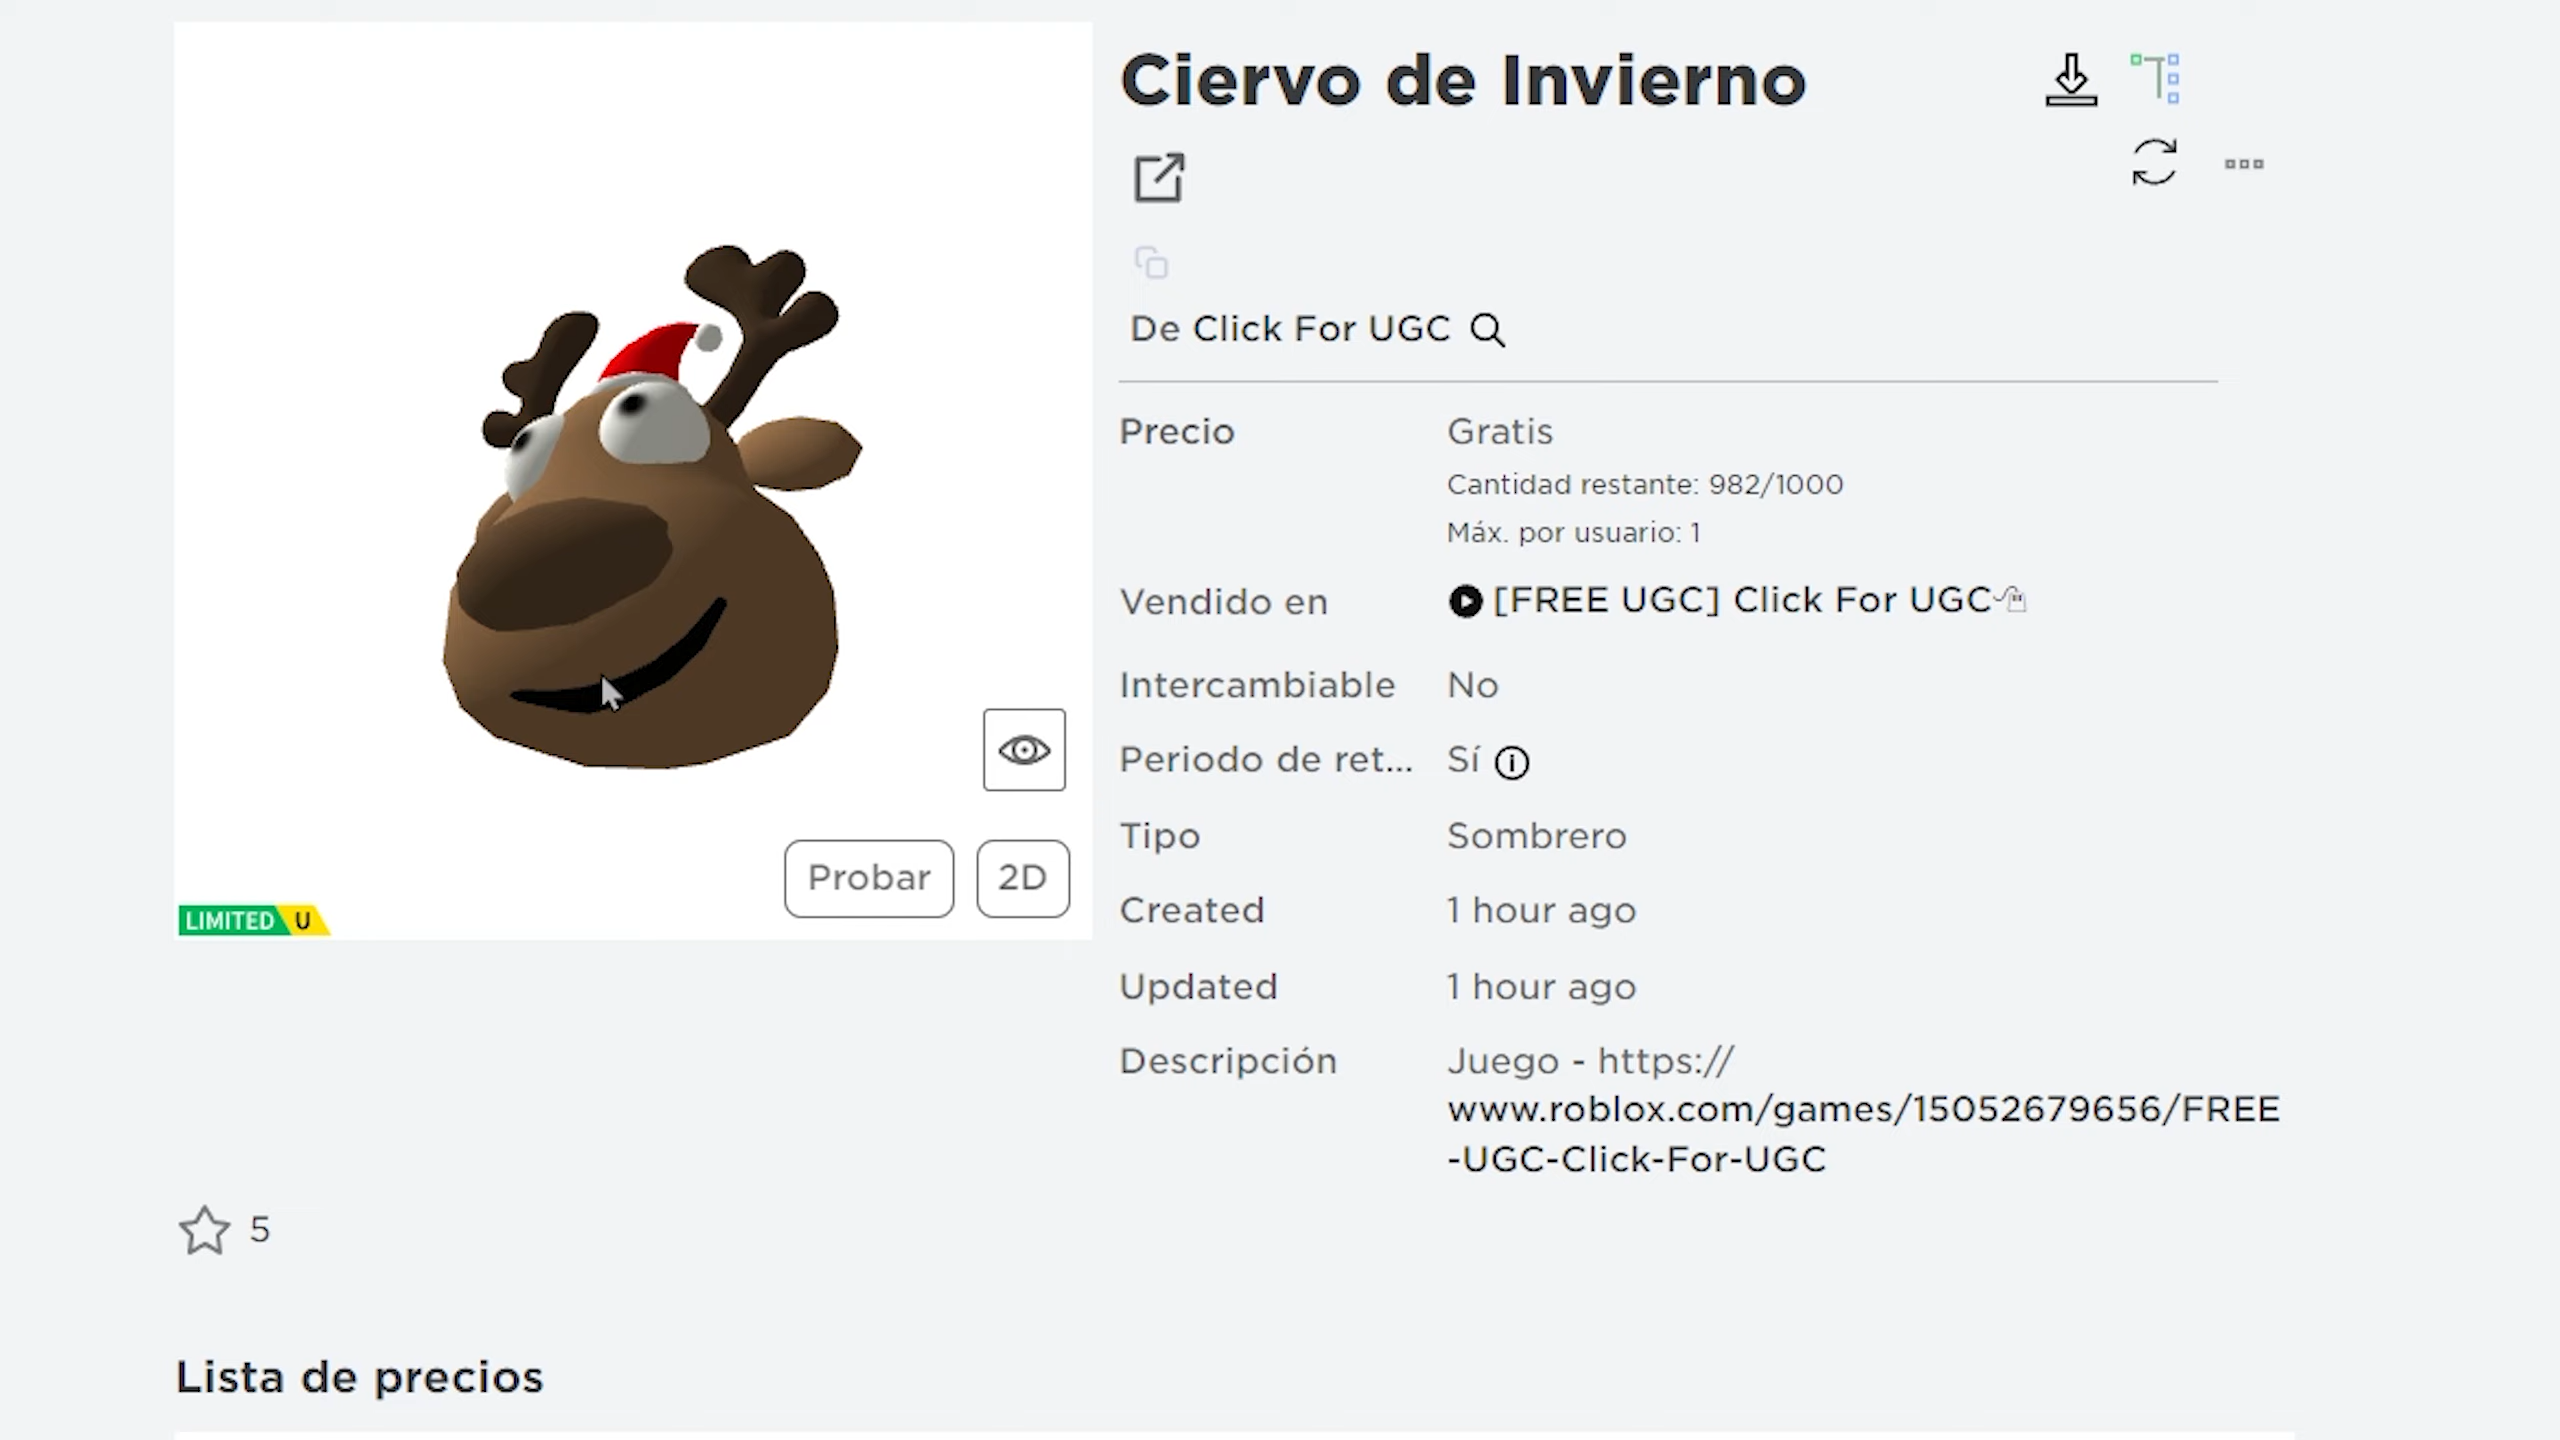 Ciervo de Invierno
De Click For UGC
Precio
Gratis
Cantidad restante: 982/1000
Máx. por usuario: 1
Vendido en
[FREE UGC] Click For UGC
Intercambiable
No
Periodo de ret...
Sí
Tipo
Sombrero
Created
1 hour ago
Updated
1 hour ago
Descripción
Juego - https://
www.roblox.com/games/15052679656/FREE
-UGC-Click-For-UGC
Probar
2D
LIMITED U
5
Lista de precios